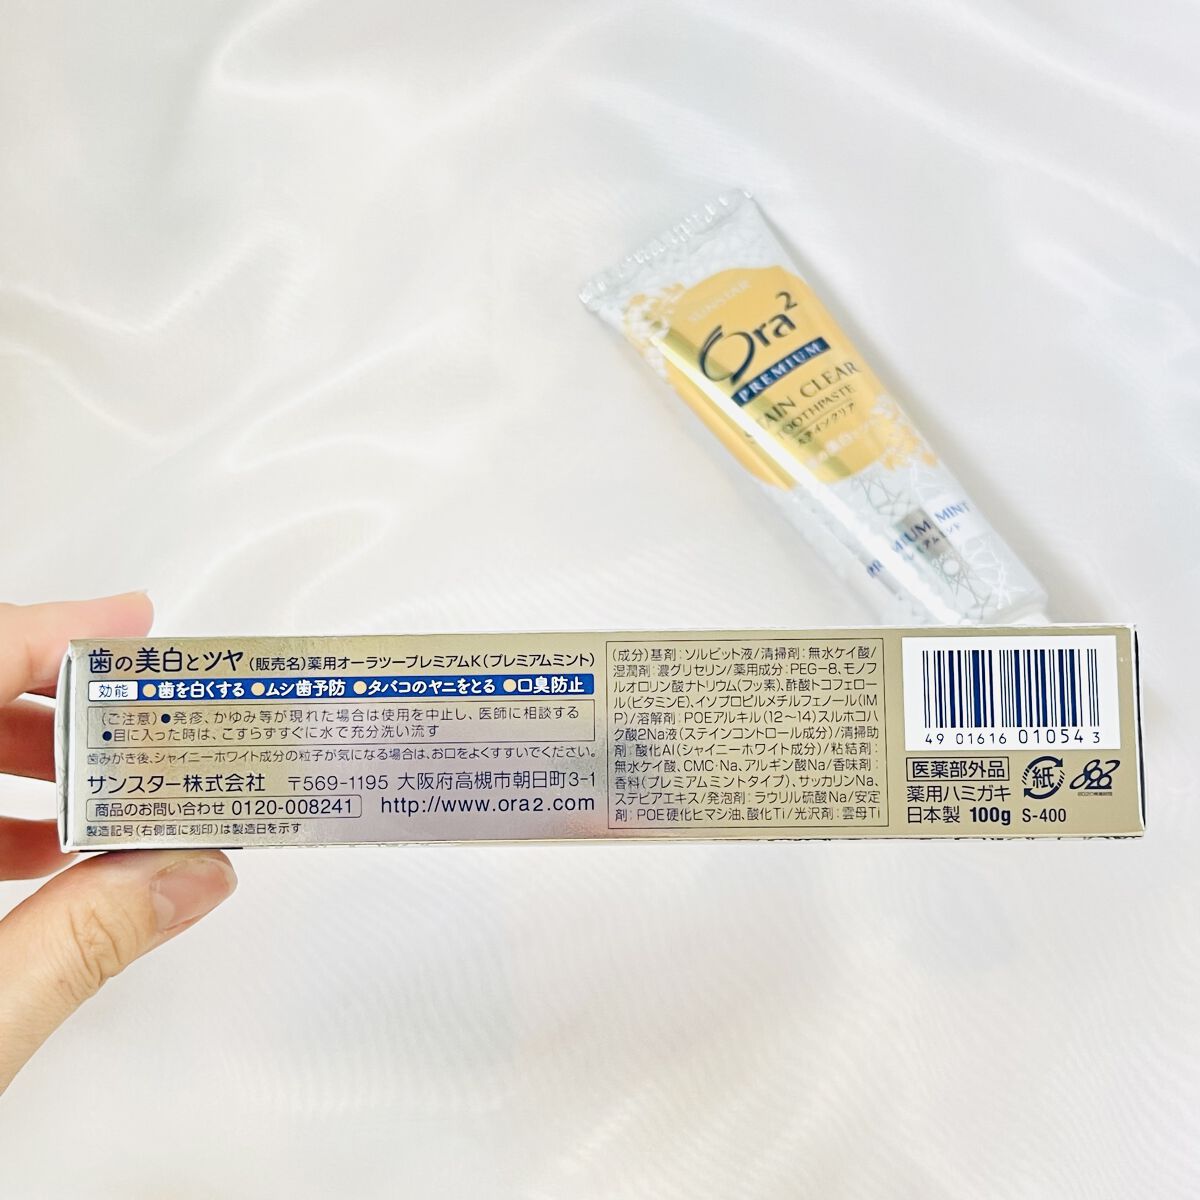 SUNSTAR
Ora²
PREMIUM
STAIN CLEAR
TOOTHPASTE
ステインクリア
PREMIUM MINT
歯の美白とツヤ (販売名)薬用オーラツープレミアムK(プレミアムミント)
効能 ●歯を白くする ●ムシ歯予防 ●タバコのヤニをとる ●口臭防止
(ご注意)●発疹、かゆみ等が現れた場合は使用を中止し、医師に相談する
●目に入った時は、こすらずすぐに水で充分洗い流す
歯みがき後、シャイニーホワイト成分の粒子が気になる場合は、お口をよくすすいでください。
サンスター株式会社 〒569-1195 大阪府高槻市朝日町3-1
商品のお問い合わせ 0120-008241 http://www.ora2.com
製造記号(右側面に刻印)は製造日を示す
(成分)基剤:ソルビット液/清掃剤:無水ケイ酸/
湿潤剤:濃グリセリン/薬用成分:PEG-8、モノフ
ルオロリン酸ナトリウム(フッ素)、酢酸トコフェロー
ル(ビタミンE)、イソプロピルメチルフェノール(IM
P)/溶解剤:POEアルキル(12~14)スルホコハ
ク酸2Na液(ステインコントロール成分)/清掃助
剤:酸化Al(シャイニーホワイト成分)/粘結剤:
無水ケイ酸、CMC·Na、アルギン酸Na/香味剤:
香料(プレミアムミントタイプ)、サッカリンNa、
ステビアエキス/発泡剤:ラウリル硫酸Na/安定
剤:POE硬化ヒマシ油、酸化Ti/光沢剤:雲母Ti
4901616010543
医薬部外品
薬用ハミガキ
日本製 100g S-400
紙
8020